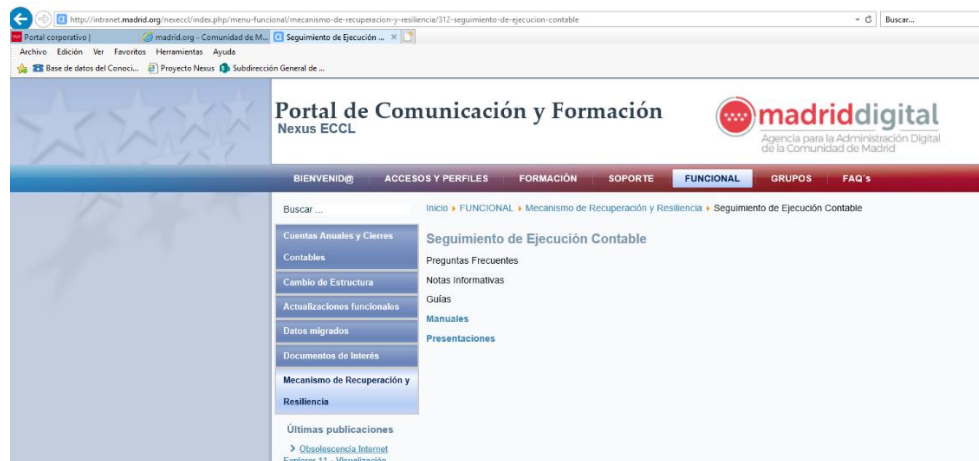 http://intranet.madrid.org/nexeccl/index.php/menu-funcional/mecanismo-de-recuperacion-y-resiliencia/312-seguimiento-de-ejecucion-contable
Buscar...
Portal corporativo |
madrid.org - Comunidad de M...
Seguimiento de Ejecución ...
Archivo Edición Ver Favoritos Herramientas Ayuda
Base de datos del Conoci...
Proyecto Nexus
Subdirección General de ...
Portal de Comunicación y Formación
Nexus ECCL
madriddigital
Agencia para la Administración Digital
de la Comunidad de Madrid
BIENVENID@ ACCESOS Y PERFILES FORMACIÓN SOPORTE FUNCIONAL GRUPOS FAQ´s
Buscar ...
Inicio FUNCIONAL Mecanismo de Recuperación y Resiliencia Seguimiento de Ejecución Contable
Cuentas Anuales y Cierres
Contables
Cambio de Estructura
Actualizaciones funcionales
Datos migrados
Documentos de Interés
Mecanismo de Recuperación y
Resiliencia
Últimas publicaciones
Obsolescencia Internet
Explorer 11 - Visualización
Seguimiento de Ejecución Contable
Preguntas Frecuentes
Notas Informativas
Guías
Manuales
Presentaciones